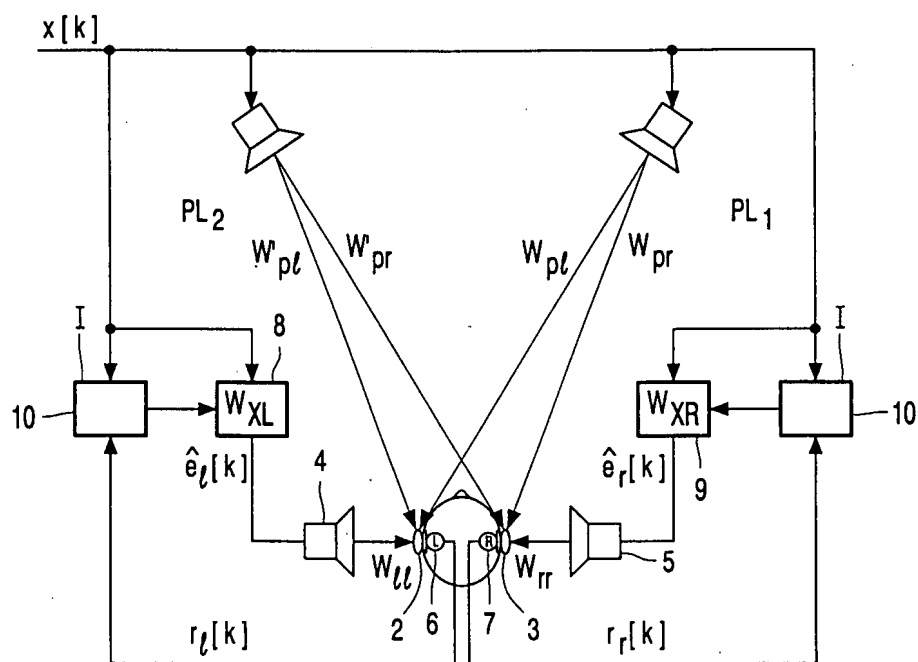 x[k]
PL₂
PL₁
W'pℓ
W'pr
Wpℓ
Wpr
I
8
I
10
WXL
WXR
10
êℓ[k]
4
êr[k]
9
L
R
Wℓℓ
Wrr
5
2
6
7
3
rℓ[k]
rr[k]